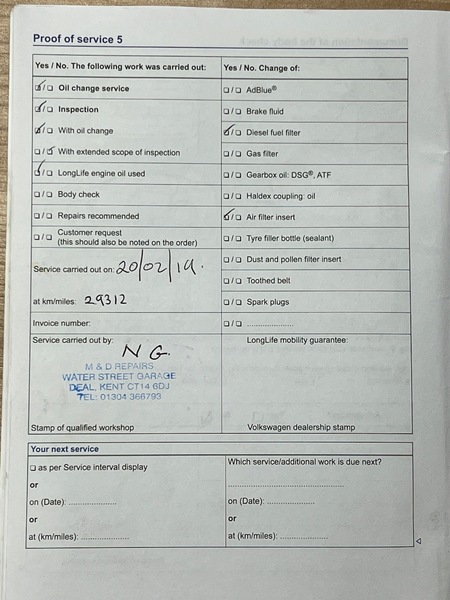 Proof of service 5
Yes / No. The following work was carried out:
☑/☐ Oil change service
☑/☐ Inspection
☑/☐ With oil change
☐/☑ With extended scope of inspection
☑/☐ LongLife engine oil used
☐/☐ Body check
☐/☐ Repairs recommended
☐/☐ Customer request
(this should also be noted on the order)
Service carried out on: 20/02/19.
at km/miles: 29312
Invoice number:
Service carried out by:
N G.
M & D REPAIRS
WATER STREET GARAGE
DEAL, KENT CT14 6DJ
TEL: 01304 366793
Stamp of qualified workshop
Yes / No. Change of:
☐/☐ AdBlue®
☐/☐ Brake fluid
☑/☐ Diesel fuel filter
☐/☐ Gas filter
☐/☐ Gearbox oil: DSG®, ATF
☐/☐ Haldex coupling: oil
☑/☐ Air filter insert
☐/☐ Tyre filler bottle (sealant)
☐/☐ Dust and pollen filter insert
☐/☐ Toothed belt
☐/☐ Spark plugs
☐/☐ .....................
LongLife mobility guarantee:
Volkswagen dealership stamp
Your next service
☐ as per Service interval display
or
on (Date): .....................
or
at (km/miles): .....................
Which service/additional work is due next?
..................................................
on (Date): .....................
or
at (km/miles): .....................